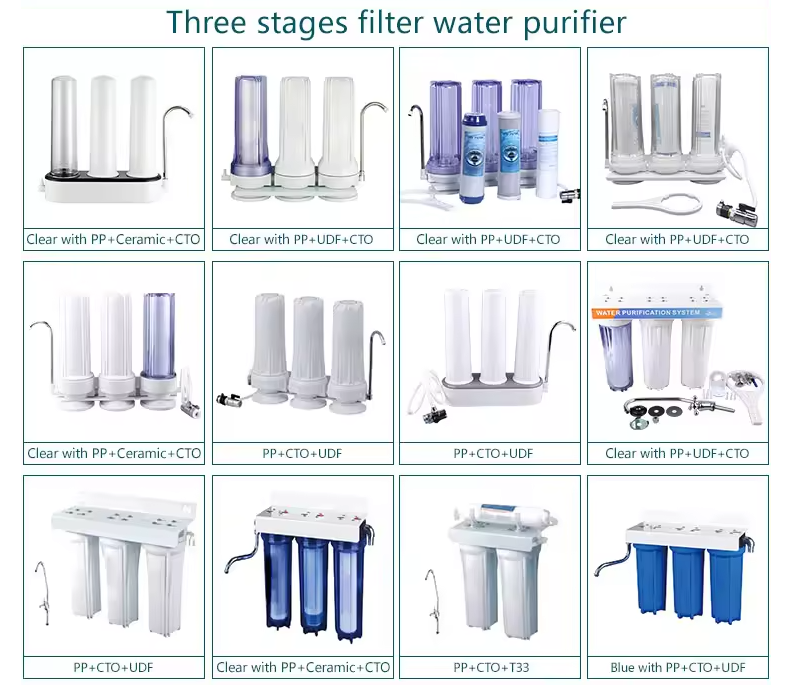 Three stages filter water purifier
Clear with PP+Ceramic+CTO
Clear with PP+UDF+CTO
Clear with PP+UDF+CTO
Clear with PP+UDF+CTO
WATER PURIFICATION SYSTEM
Clear with PP+Ceramic+CTO
PP+CTO+UDF
PP+CTO+UDF
Clear with PP+UDF+CTO
PP+CTO+UDF
Clear with PP+Ceramic+CTO
PP+CTO+T33
Blue with PP+CTO+UDF